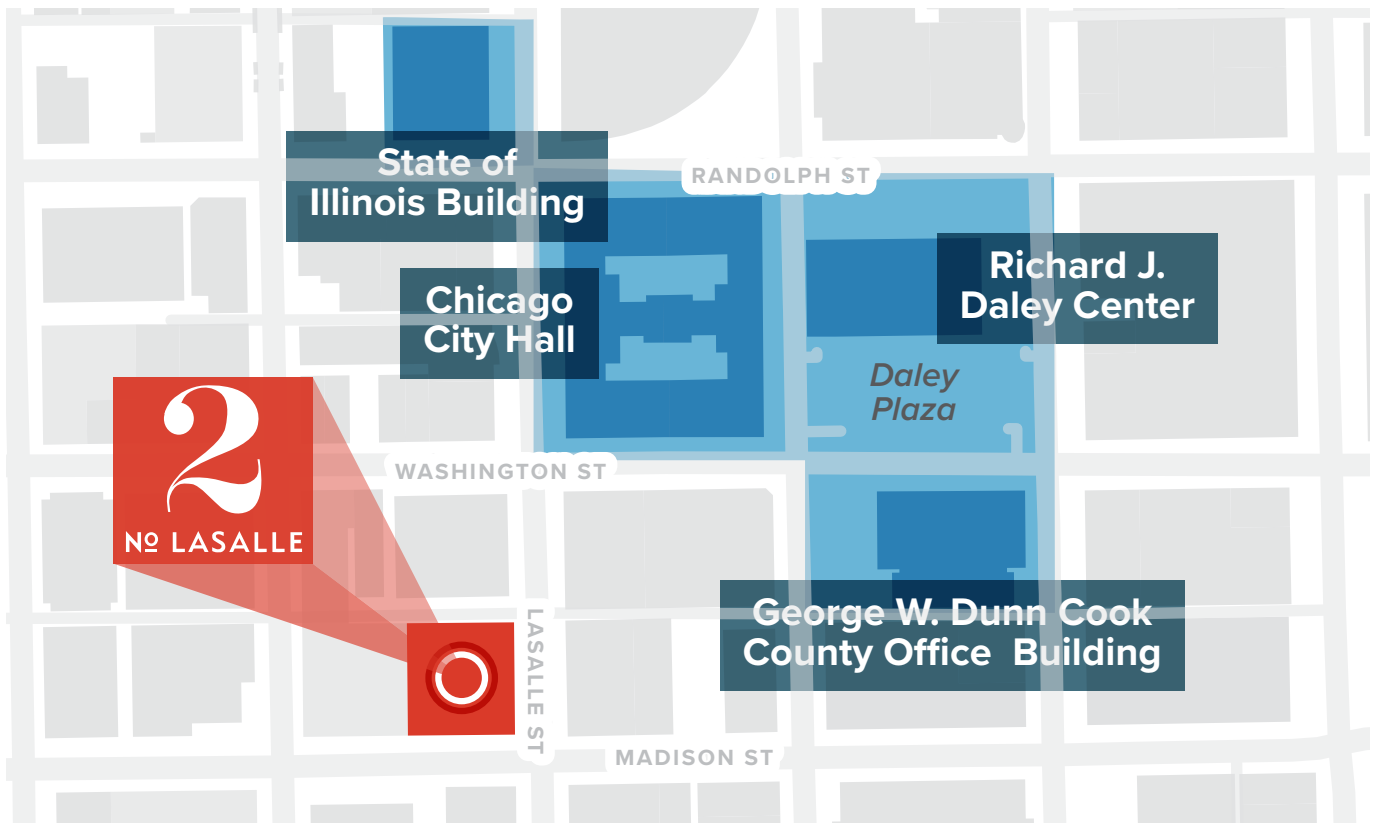 State of
Illinois Building
RANDOLPH ST
Richard J.
Daley Center
Chicago
City Hall
Daley
Plaza
2
Nº LASALLE
WASHINGTON ST
George W. Dunn Cook
County Office  Building
LASALLE ST
MADISON ST